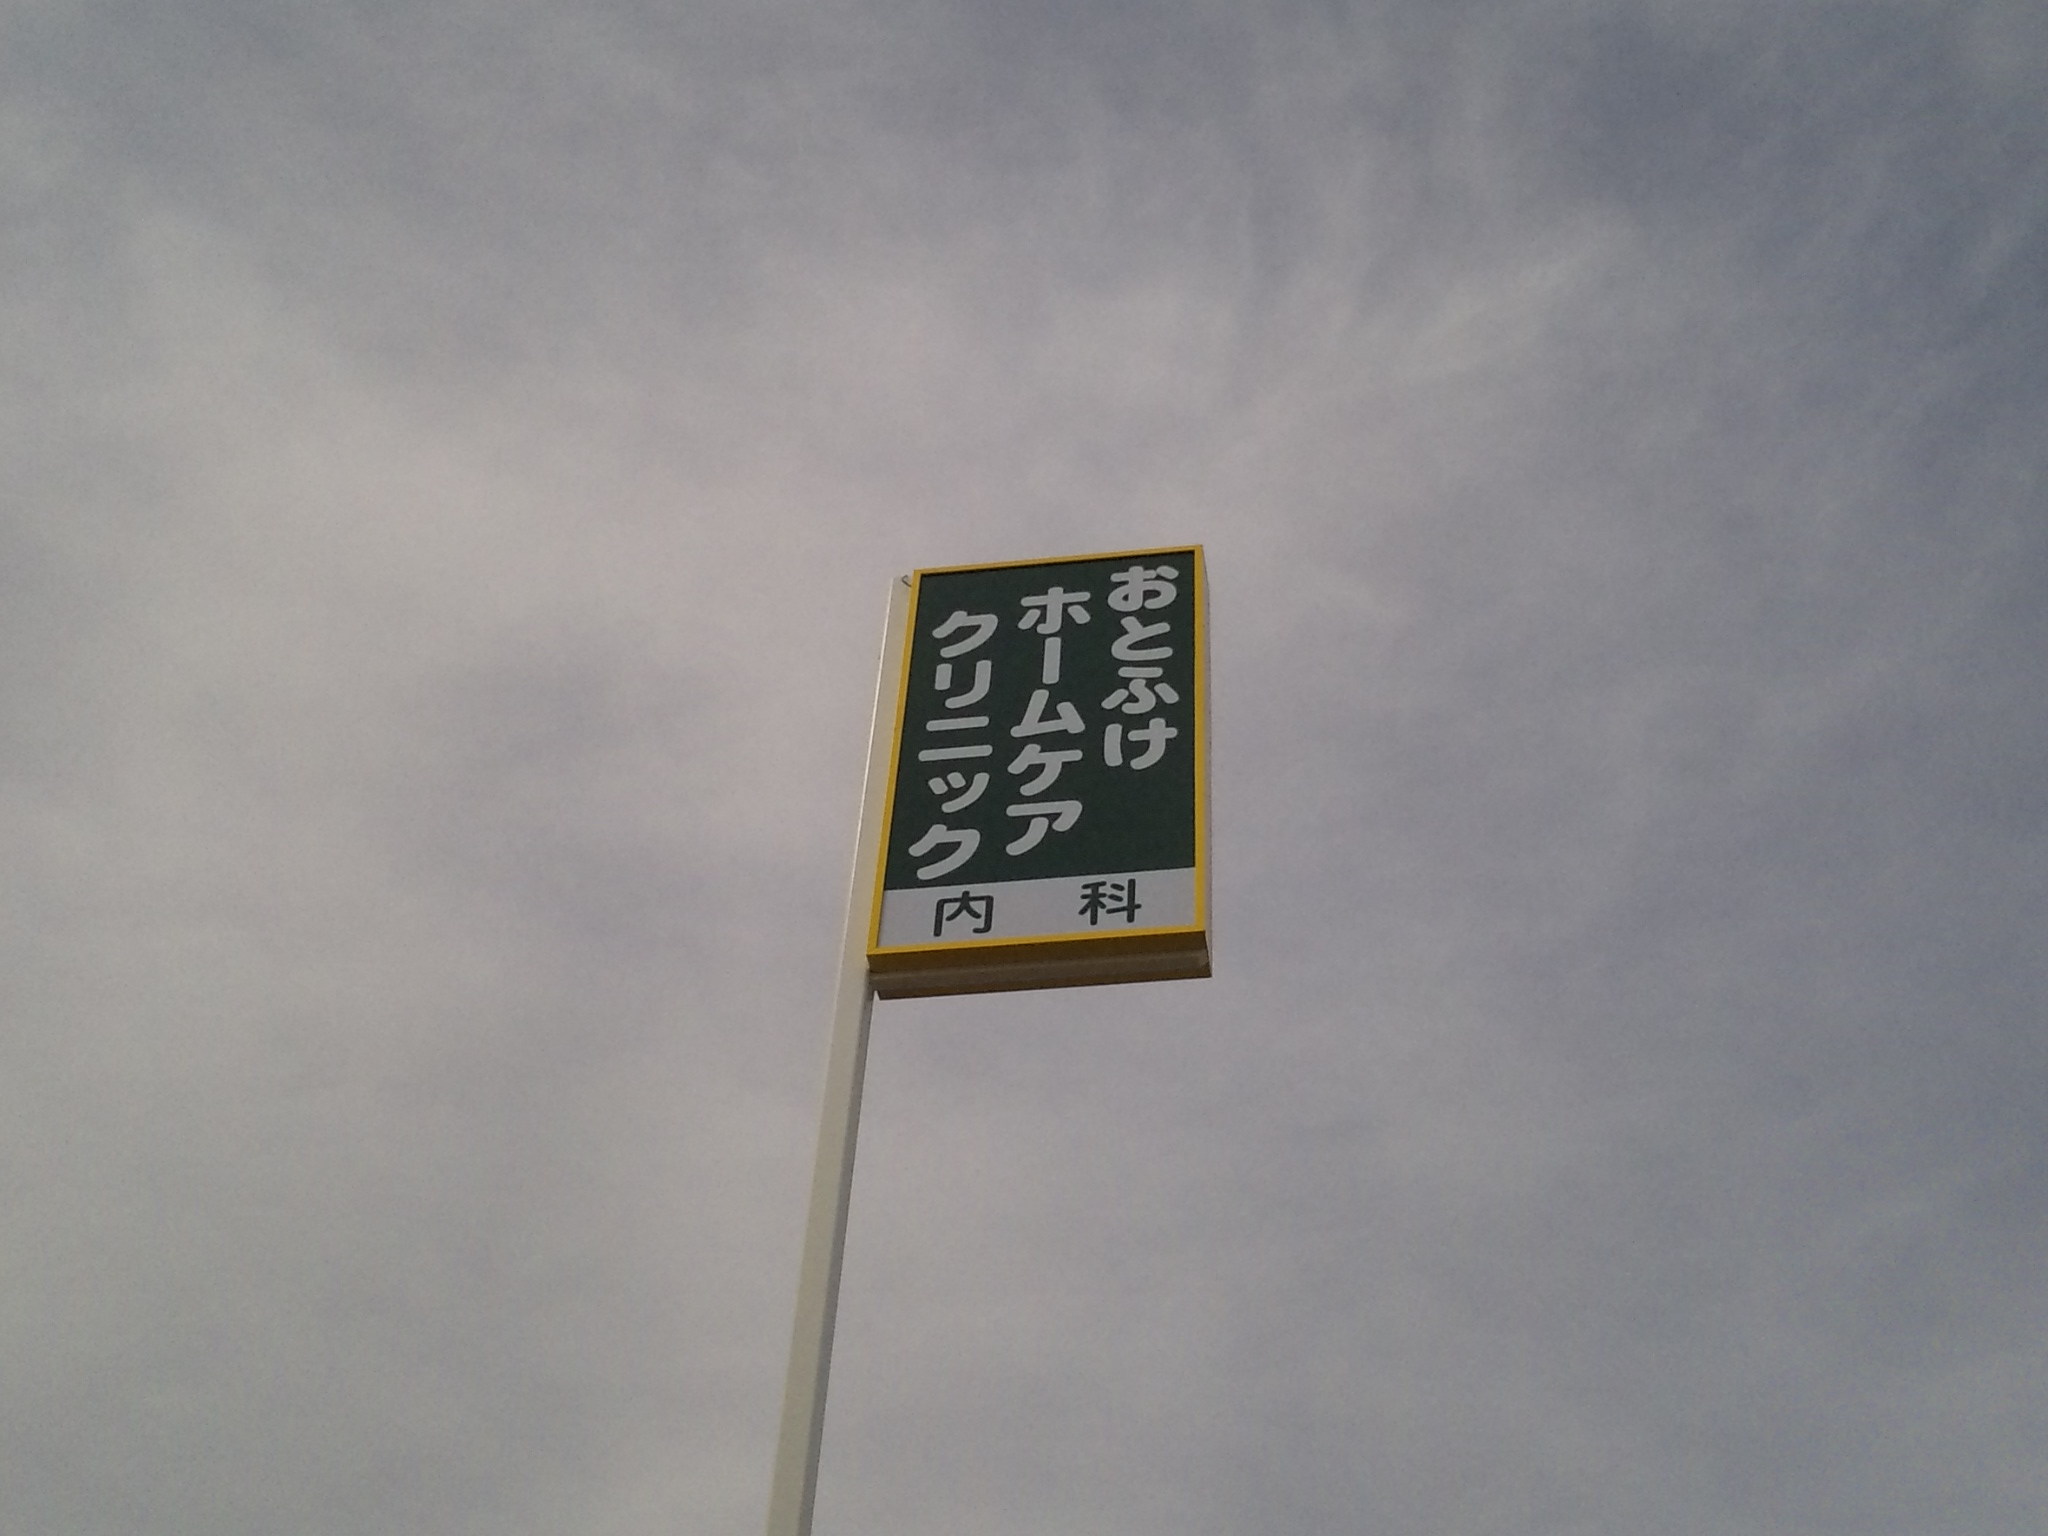 おとふけ
ホームケア
クリニック
内科